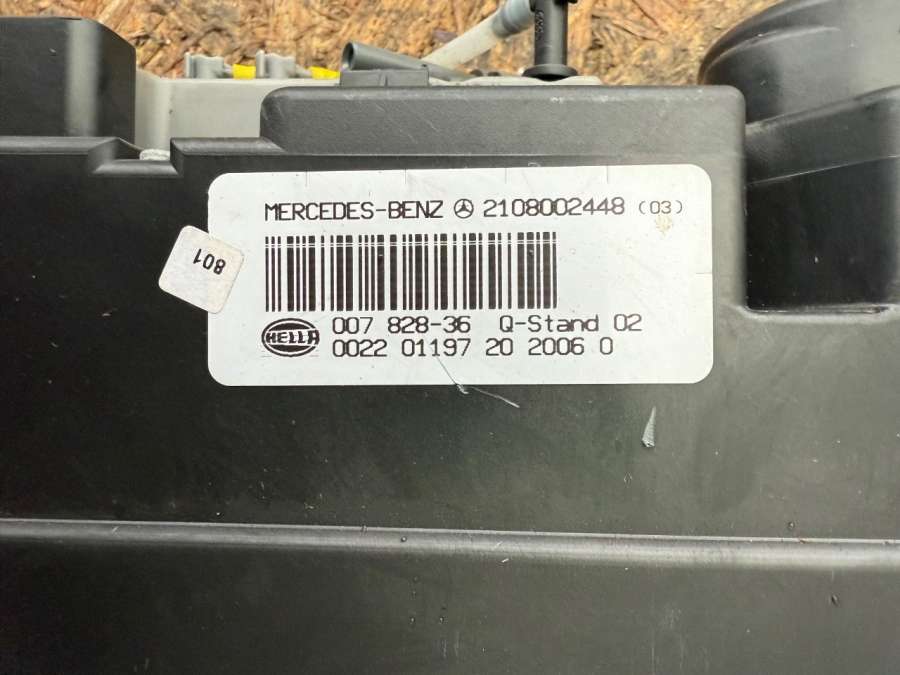 MERCEDES-BENZ 2108002448 (03)
801
HELLA
007 828-36 Q-Stand 02
0022 01197 20 2006 0